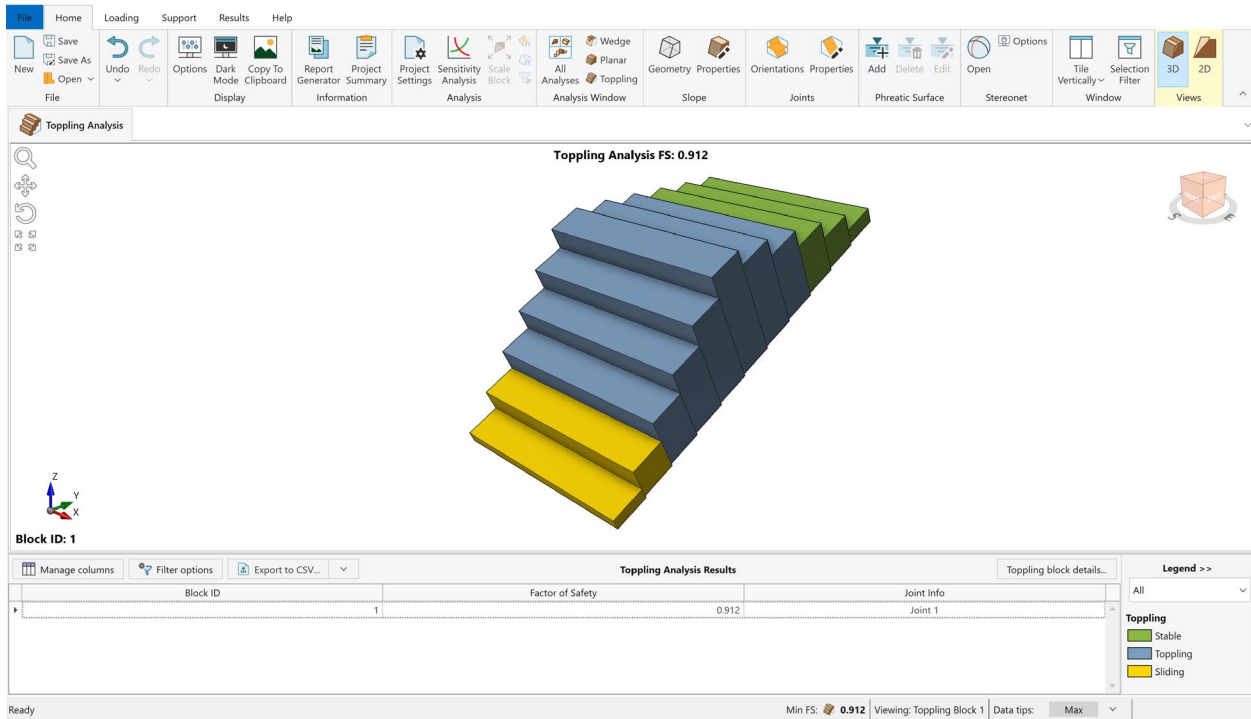 File Home Loading Support Results Help
New
Save
Save As
Open
Undo
Redo
Options
Dark Mode
Copy To Clipboard
Report Generator
Project Summary
Project Settings
Sensitivity Analysis
Scale Block
All Analyses
Wedge
Planar
Toppling
Geometry
Properties
Orientations
Properties
Add
Delete
Edit
Open
Options
Tile Vertically
Selection Filter
3D
2D
File Display Information Analysis Analysis Window Slope Joints Phreatic Surface Stereonet Window Views
Toppling Analysis
Toppling Analysis FS: 0.912
S
E
Z
Y
X
Block ID: 1
Manage columns Filter options Export to CSV... Toppling Analysis Results Toppling block details...
Block ID Factor of Safety Joint Info
1 0.912 Joint 1
Legend >>
All
Toppling
Stable
Toppling
Sliding
Ready Min FS: 0.912 Viewing: Toppling Block 1 Data tips: Max